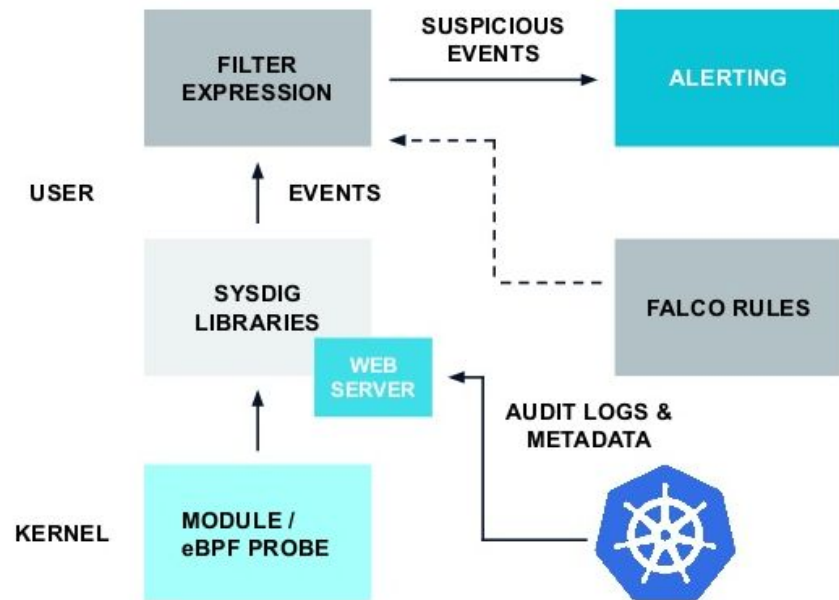 FILTER
EXPRESSION
SUSPICIOUS
EVENTS
ALERTING
USER
EVENTS
SYSDIG
LIBRARIES
FALCO RULES
WEB
SERVER
AUDIT LOGS &
METADATA
KERNEL
MODULE /
eBPF PROBE